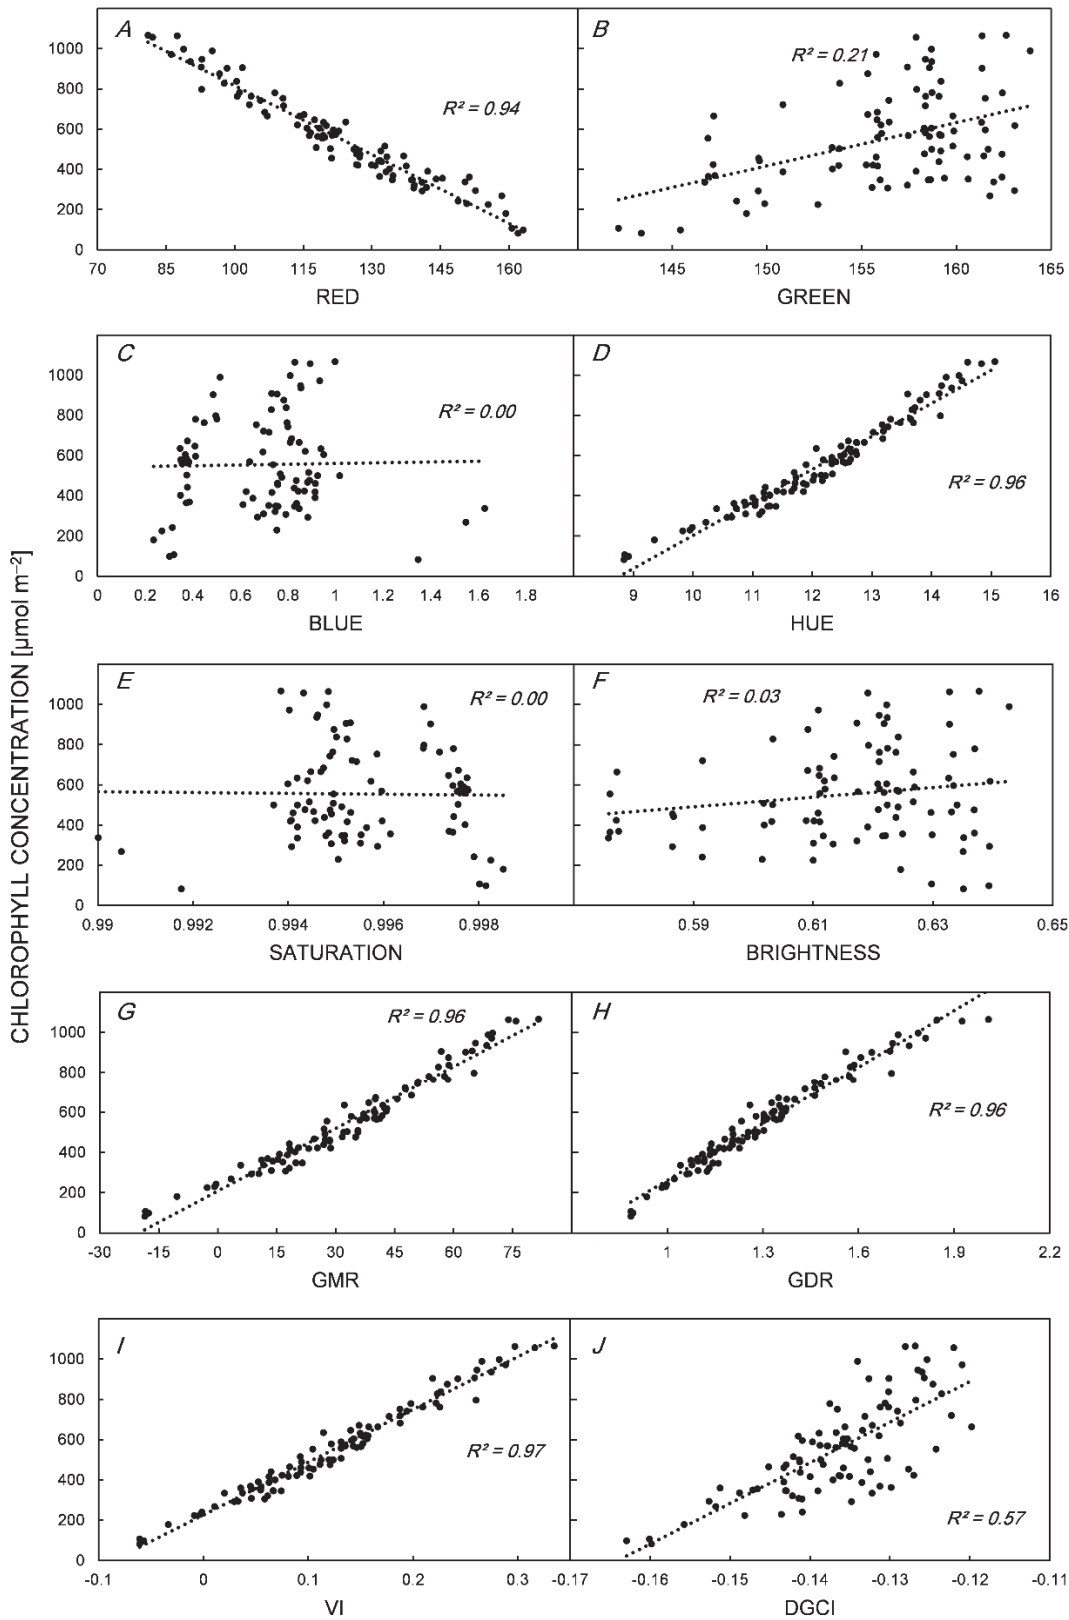 CHLOROPHYLL CONCENTRATION [µmol m⁻²]
A
R² = 0.94
1000
800
600
400
200
0
70 85 100 115 130 145 160
RED
B
R² = 0.21
145 150 155 160 165
GREEN
C
R² = 0.00
1000
800
600
400
200
0
0 0.2 0.4 0.6 0.8 1 1.2 1.4 1.6 1.8
BLUE
D
R² = 0.96
9 10 11 12 13 14 15 16
HUE
E
R² = 0.00
1000
800
600
400
200
0
0.99 0.992 0.994 0.996 0.998
SATURATION
F
R² = 0.03
0.59 0.61 0.63 0.65
BRIGHTNESS
G
R² = 0.96
1000
800
600
400
200
0
-30 -15 0 15 30 45 60 75
GMR
H
R² = 0.96
1 1.3 1.6 1.9 2.2
GDR
I
R² = 0.97
1000
800
600
400
200
0
-0.1 0 0.1 0.2 0.3
VI
J
R² = 0.57
-0.17 -0.16 -0.15 -0.14 -0.13 -0.12 -0.11
DGCI